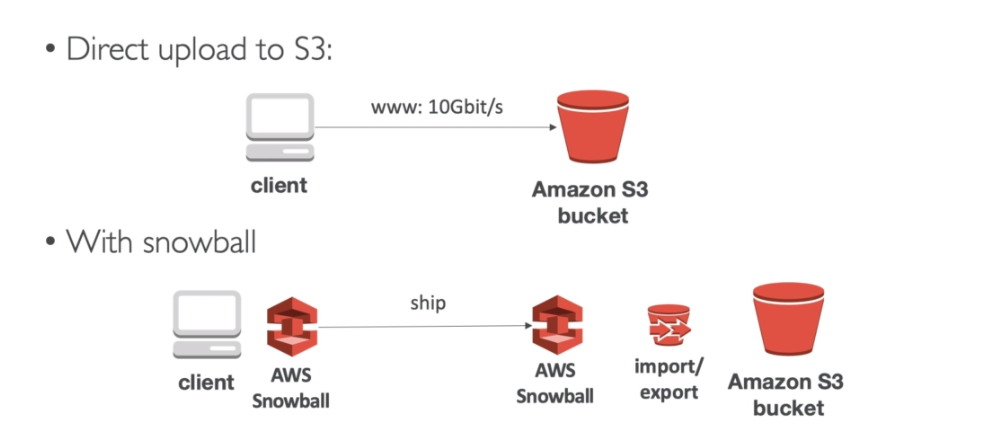 • Direct upload to S3:
www: 10Gbit/s
client
Amazon S3
bucket
• With snowball
ship
client
AWS
Snowball
AWS
Snowball
import/
export
Amazon S3
bucket